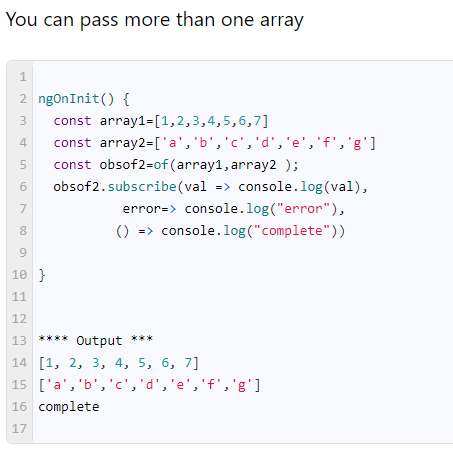 You can pass more than one array
1
2 ngOnInit() {
3   const array1=[1,2,3,4,5,6,7]
4   const array2=['a','b','c','d','e','f','g']
5   const obsof2=of(array1,array2 );
6   obsof2.subscribe(val => console.log(val),
7            error=> console.log("error"),
8           () => console.log("complete"))
9
10 }
11
12
13 **** Output ***
14 [1, 2, 3, 4, 5, 6, 7]
15 ['a','b','c','d','e','f','g']
16 complete
17